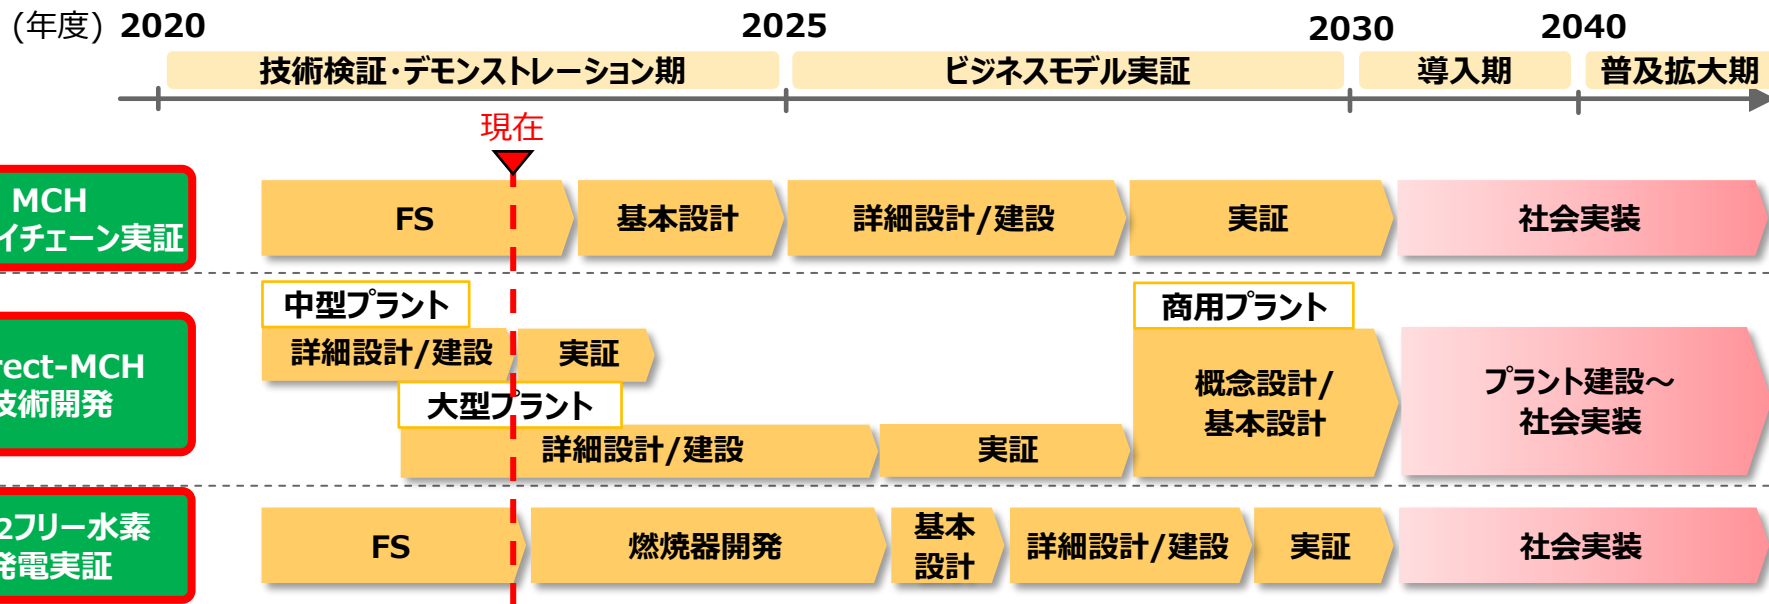 (年度) 2020 2025 2030 2040
技術検証・デモンストレーション期 ビジネスモデル実証 導入期 普及拡大期
現在
MCH
イチェーン実証
FS 基本設計 詳細設計/建設 実証 社会実装
中型プラント 商用プラント
詳細設計/建設 実証
rect-MCH
技術開発
大型プラント
概念設計/
基本設計
プラント建設～
社会実装
詳細設計/建設 実証
2フリー水素
発電実証
FS 燃焼器開発 基本
設計 詳細設計/建設 実証 社会実装